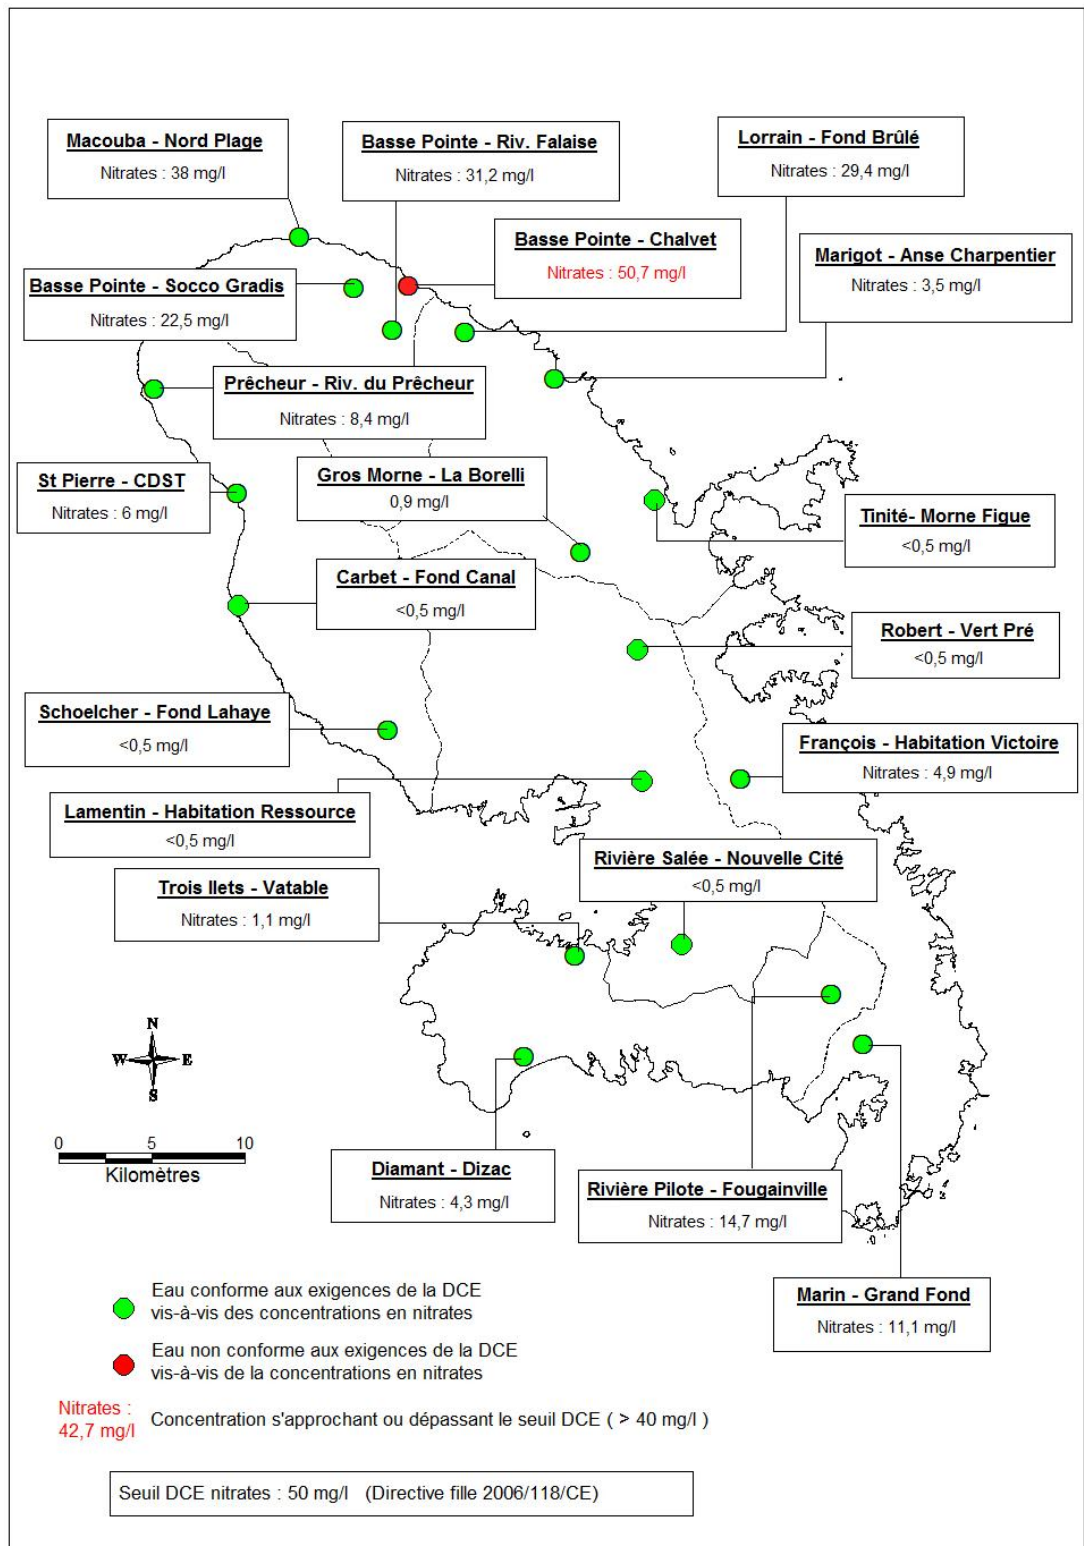 Macouba - Nord Plage
Nitrates : 38 mg/l
Basse Pointe - Riv. Falaise
Nitrates : 31,2 mg/l
Lorrain - Fond Brûlé
Nitrates : 29,4 mg/l
Basse Pointe - Chalvet
Nitrates : 50,7 mg/l
Marigot - Anse Charpentier
Nitrates : 3,5 mg/l
Basse Pointe - Socco Gradis
Nitrates : 22,5 mg/l
Prêcheur - Riv. du Prêcheur
Nitrates : 8,4 mg/l
St Pierre - CDST
Nitrates : 6 mg/l
Gros Morne - La Borelli
0,9 mg/l
Tinité- Morne Figue
<0,5 mg/l
Carbet - Fond Canal
<0,5 mg/l
Robert - Vert Pré
<0,5 mg/l
Schoelcher - Fond Lahaye
<0,5 mg/l
François - Habitation Victoire
Nitrates : 4,9 mg/l
Lamentin - Habitation Ressource
<0,5 mg/l
Rivière Salée - Nouvelle Cité
<0,5 mg/l
Trois Ilets - Vatable
Nitrates : 1,1 mg/l
N
W E
S
0 5 10
Kilomètres
Diamant - Dizac
Nitrates : 4,3 mg/l
Rivière Pilote - Fougainville
Nitrates : 14,7 mg/l
Marin - Grand Fond
Nitrates : 11,1 mg/l
Eau conforme aux exigences de la DCE
vis-à-vis des concentrations en nitrates
Eau non conforme aux exigences de la DCE
vis-à-vis de la concentrations en nitrates
Nitrates :
42,7 mg/l
Concentration s'approchant ou dépassant le seuil DCE ( > 40 mg/l )
Seuil DCE nitrates : 50 mg/l (Directive fille 2006/118/CE)